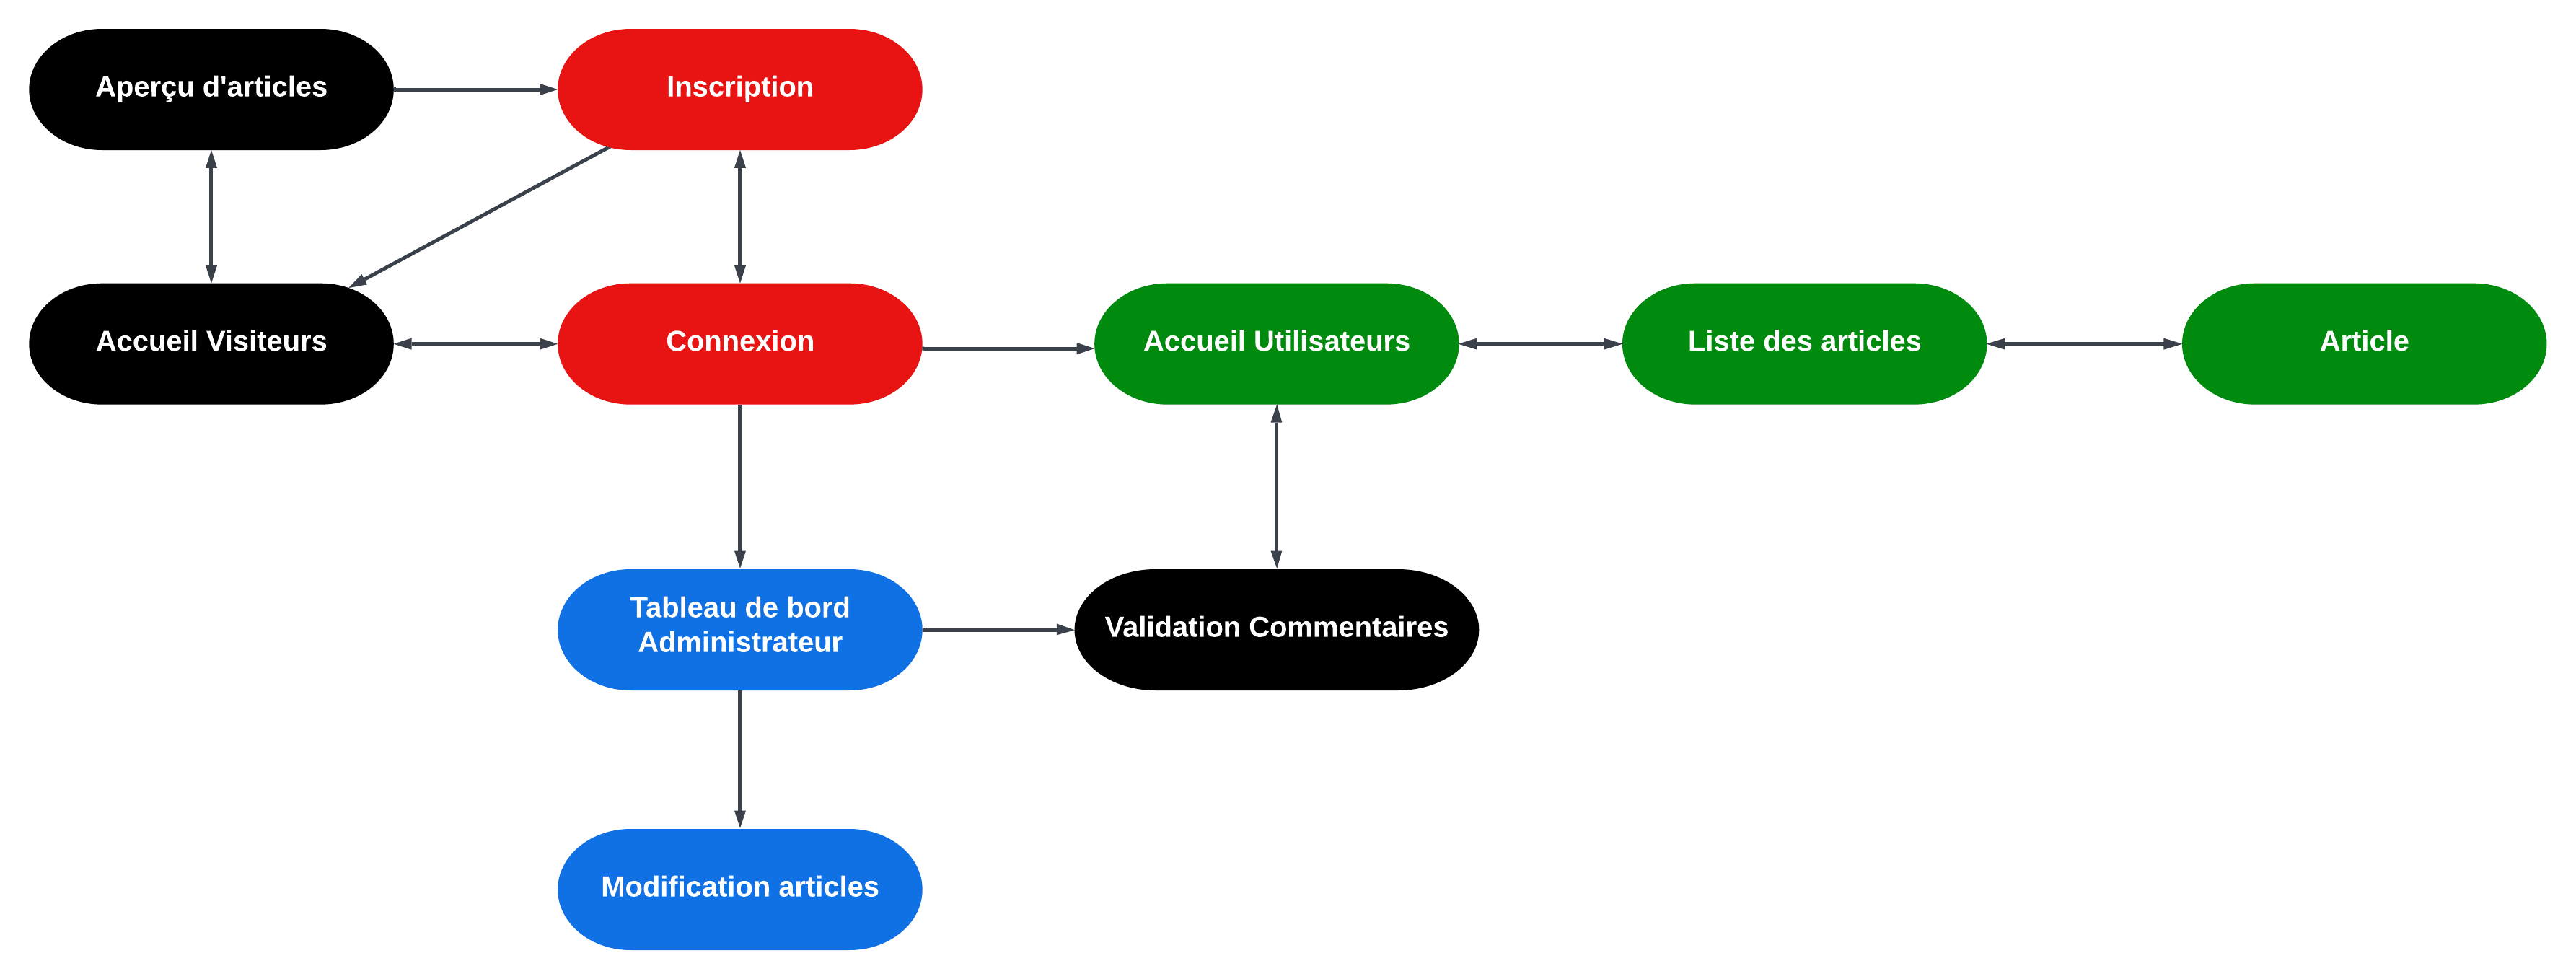 Aperçu d'articles
Inscription
Accueil Visiteurs
Connexion
Accueil Utilisateurs
Liste des articles
Article
Tableau de bord
Administrateur
Validation Commentaires
Modification articles